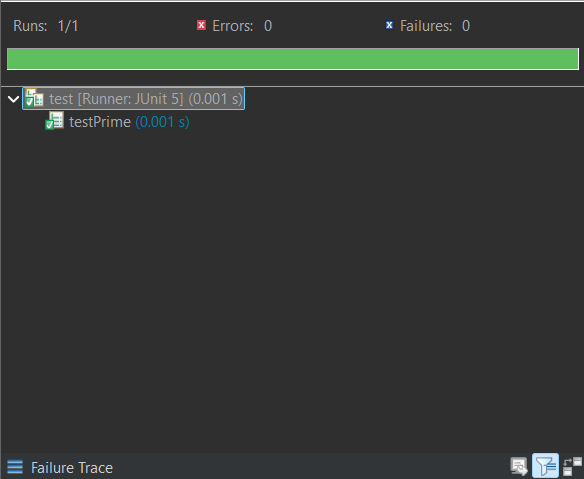 Runs: 1/1 Errors: 0 Failures: 0
test [Runner: JUnit 5] (0.001 s)
testPrime (0.001 s)
Failure Trace